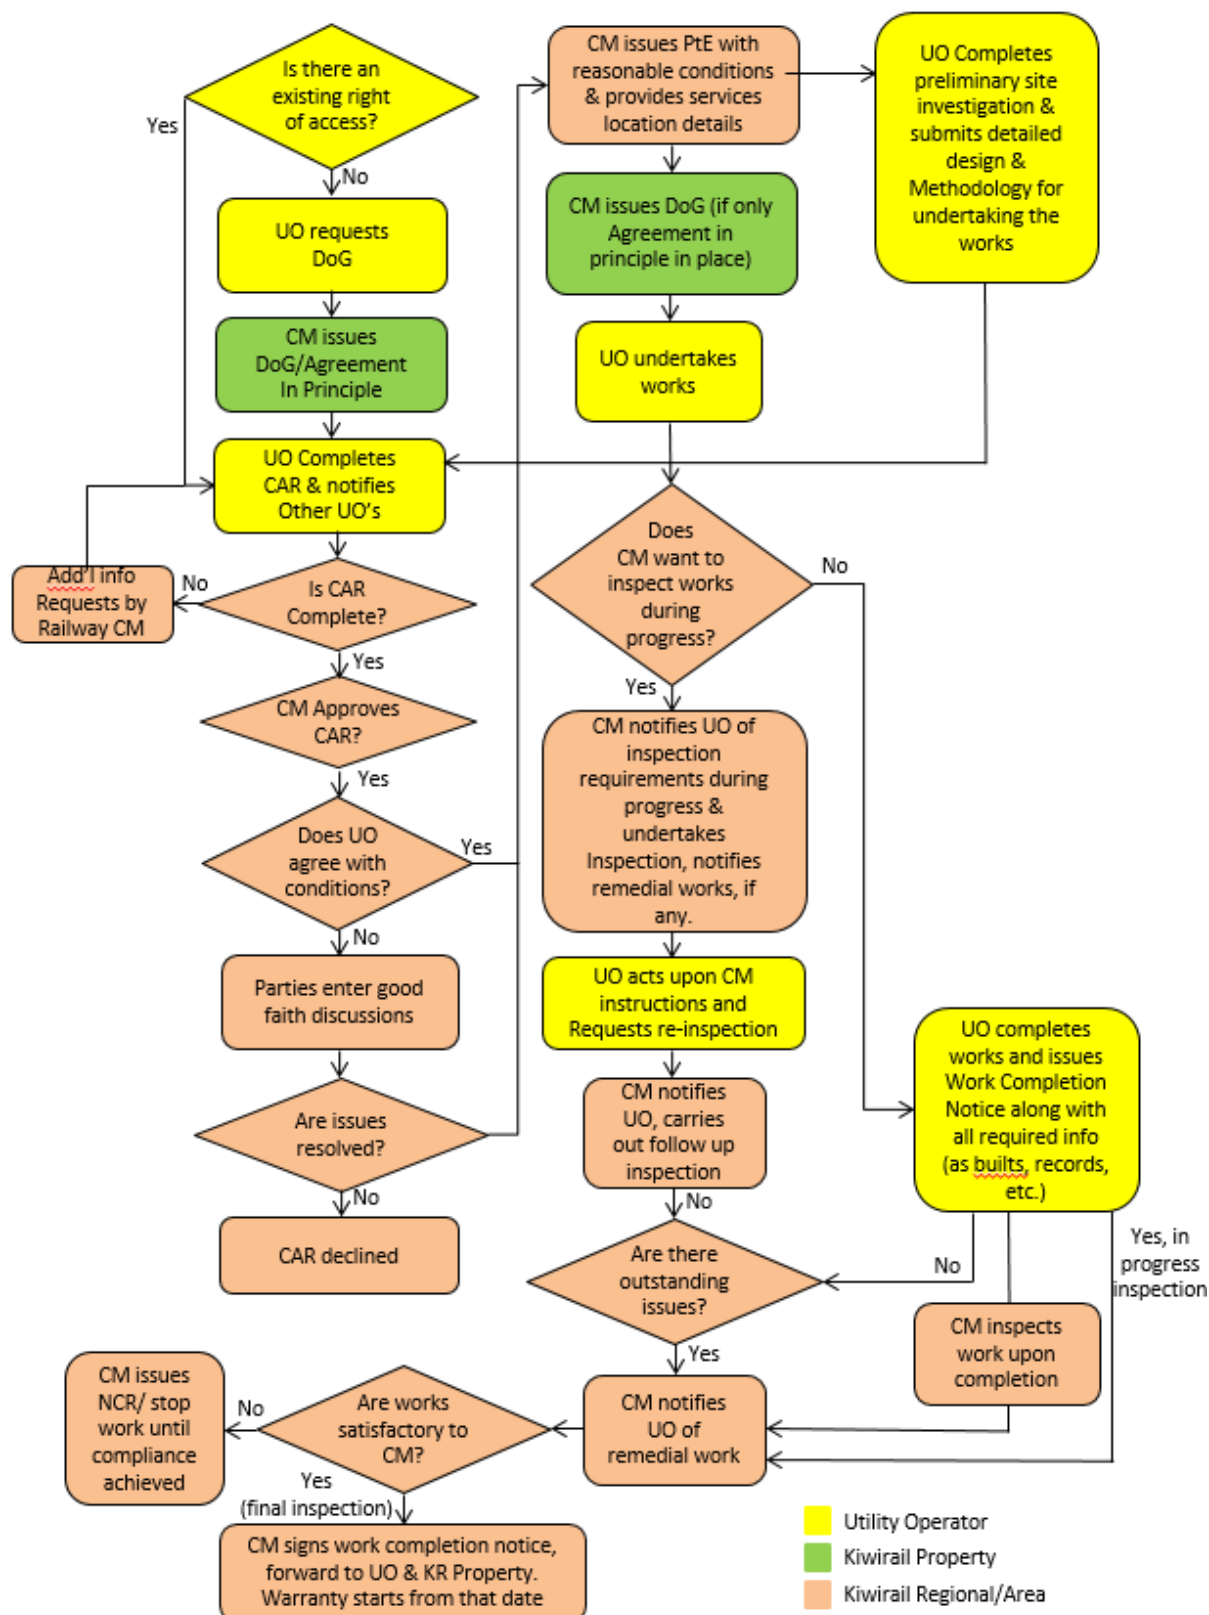 Is there an
existing right
of access?
Yes
No
UO requests
DoG
CM issues
DoG/Agreement
In Principle
UO Completes
CAR & notifies
Other UO's
Add'l info
Requests by
Railway CM
No
Is CAR
Complete?
Yes
CM Approves
CAR?
Yes
Does UO
agree with
conditions?
Yes
No
Parties enter good
faith discussions
Are issues
resolved?
No
CAR declined
CM issues PtE with
reasonable conditions
& provides services
location details
UO Completes
preliminary site
investigation &
submits detailed
design &
Methodology for
undertaking the
works
CM issues DoG (if only
Agreement in
principle in place)
UO undertakes
works
Does
CM want to
inspect works
during
progress?
No
Yes
CM notifies UO of
inspection
requirements during
progress &
undertakes
Inspection, notifies
remedial works, if
any.
UO acts upon CM
instructions and
Requests re-inspection
CM notifies
UO, carries
out follow up
inspection
No
UO completes
works and issues
Work Completion
Notice along with
all required info
(as builts, records,
etc.)
Are there
outstanding
issues?
No
Yes, in
progress
inspection
CM inspects
work upon
completion
Yes
CM notifies
UO of
remedial work
Are works
satisfactory to
CM?
No
CM issues
NCR/ stop
work until
compliance
achieved
Yes
(final inspection)
CM signs work completion notice,
forward to UO & KR Property.
Warranty starts from that date
Utility Operator
Kiwirail Property
Kiwirail Regional/Area